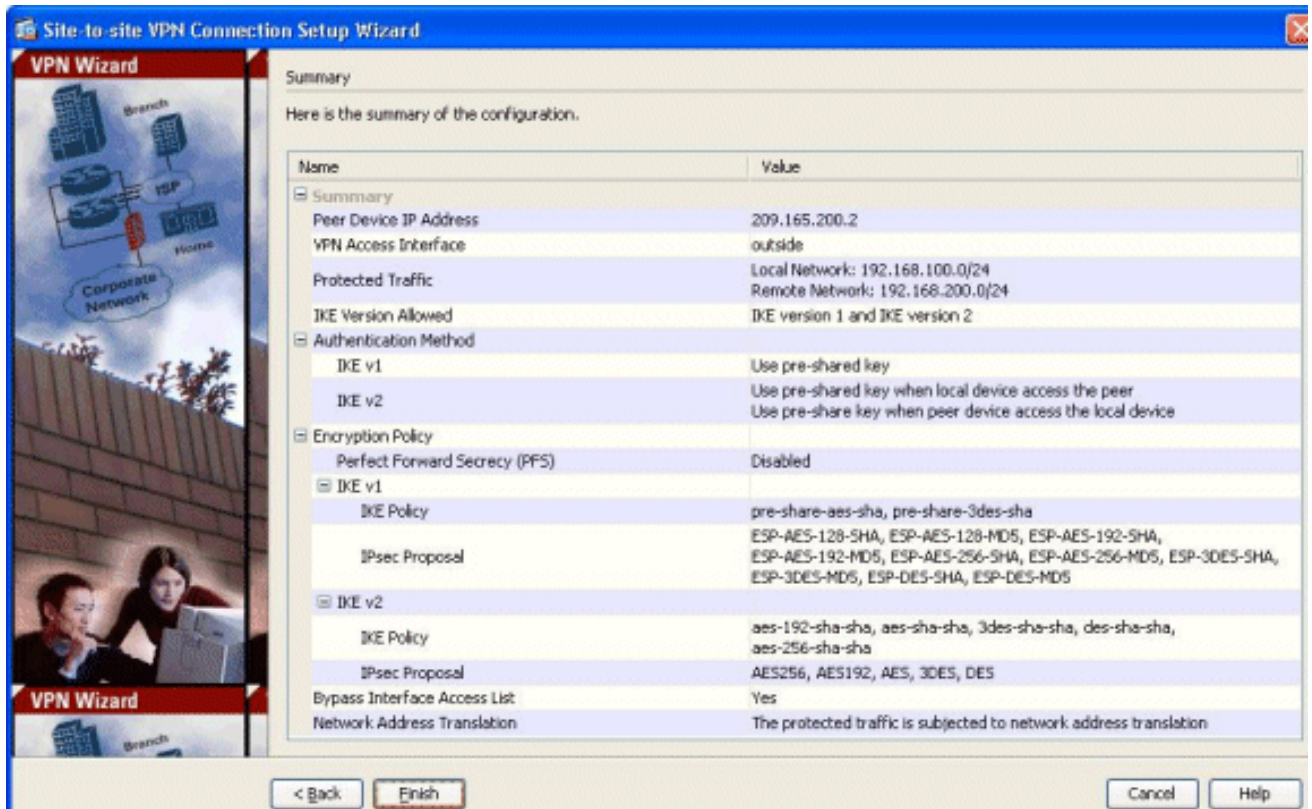 Site-to-site VPN Connection Setup Wizard
VPN Wizard
Branch
ISP
Home
Corporate
Network
Summary
Here is the summary of the configuration.
Name Value
Summary
Peer Device IP Address 209.165.200.2
VPN Access Interface outside
Protected Traffic Local Network: 192.168.100.0/24
Remote Network: 192.168.200.0/24
IKE Version Allowed IKE version 1 and IKE version 2
Authentication Method
IKE v1 Use pre-shared key
IKE v2 Use pre-shared key when local device access the peer
Use pre-share key when peer device access the local device
Encryption Policy
Perfect Forward Secrecy (PFS) Disabled
IKE v1
IKE Policy pre-share-aes-sha, pre-share-3des-sha
IPsec Proposal ESP-AES-128-SHA, ESP-AES-128-MD5, ESP-AES-192-SHA,
ESP-AES-192-MD5, ESP-AES-256-SHA, ESP-AES-256-MD5, ESP-3DES-SHA,
ESP-3DES-MD5, ESP-DES-SHA, ESP-DES-MD5
IKE v2
IKE Policy aes-192-sha-sha, aes-sha-sha, 3des-sha-sha, des-sha-sha,
aes-256-sha-sha
IPsec Proposal AES256, AES192, AES, 3DES, DES
Bypass Interface Access List Yes
Network Address Translation The protected traffic is subjected to network address translation
VPN Wizard
Branch
< Back Finish Cancel Help